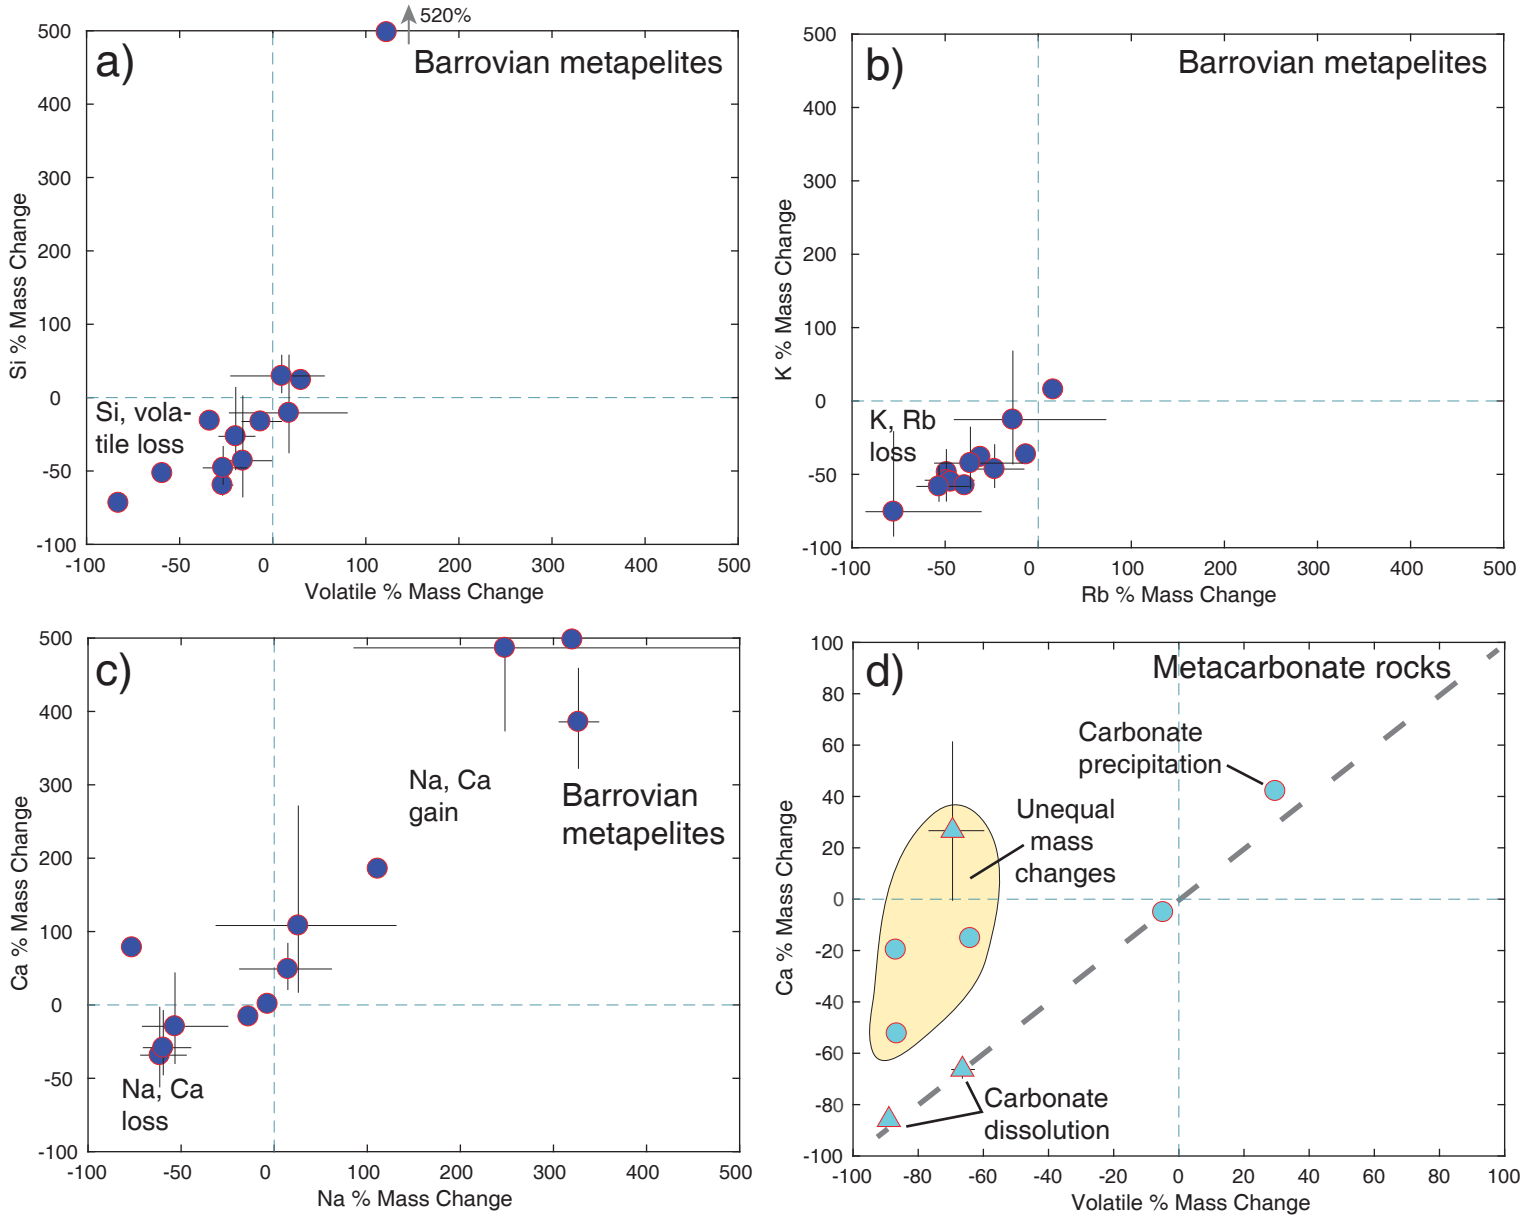 520%
a)
Barrovian metapelites
500
400
300
200
100
0
-50
-100
Si % Mass Change
Si, vola-
tile loss
-100
-50
0
100
200
300
400
500
Volatile % Mass Change
b)
Barrovian metapelites
500
400
300
200
100
0
-50
-100
K % Mass Change
K, Rb
loss
-100
-50
0
100
200
300
400
500
Rb % Mass Change
c)
500
400
300
200
100
0
-50
-100
Ca % Mass Change
Na, Ca
gain
Barrovian
metapelites
Na, Ca
loss
-100
-50
0
100
200
300
400
500
Na % Mass Change
d)
Metacarbonate rocks
100
80
60
40
20
0
-20
-40
-60
-80
-100
Ca % Mass Change
Carbonate
precipitation
Unequal
mass
changes
Carbonate
dissolution
-100
-80
-60
-40
-20
0
20
40
60
80
100
Volatile % Mass Change